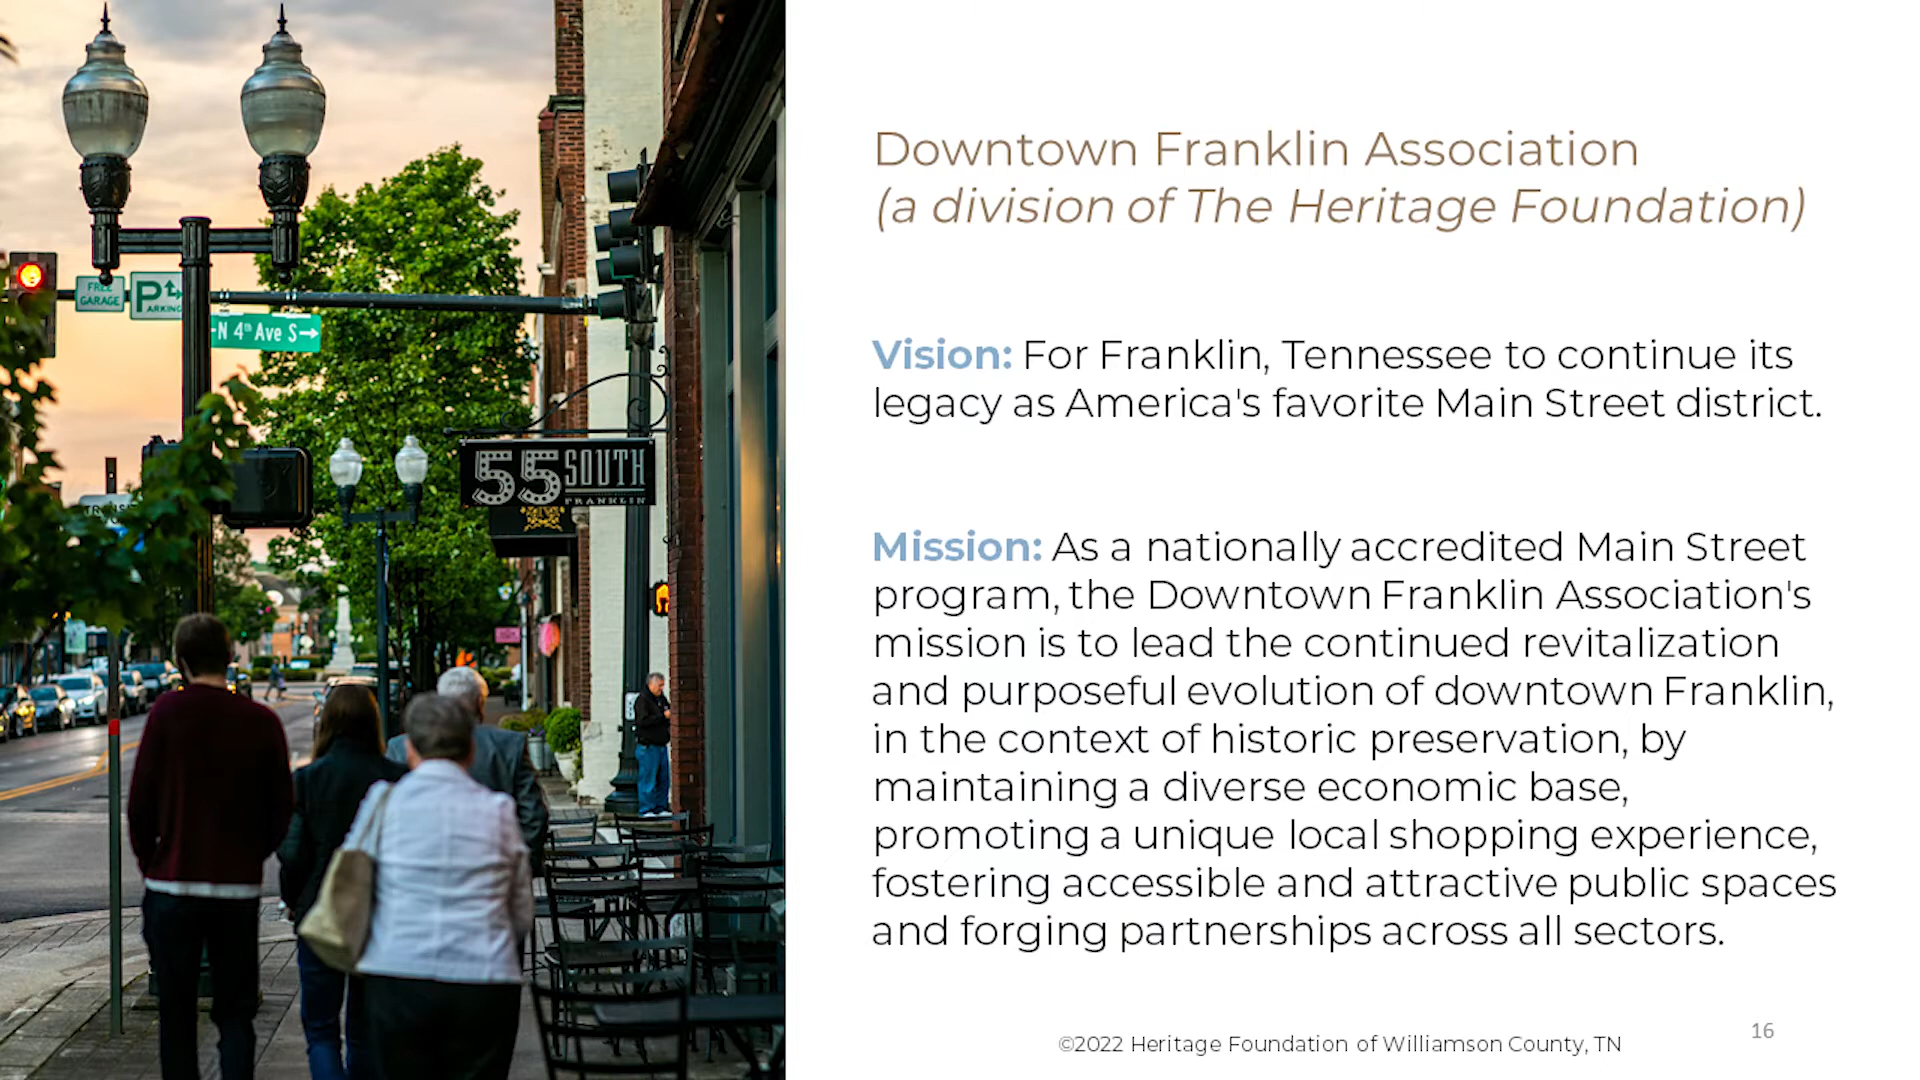 FREE
GARAGE
P
ARKING
N 4th Ave S
55 SOUTH
FRANKLIN
Downtown Franklin Association
(a division of The Heritage Foundation)
Vision: For Franklin, Tennessee to continue its
legacy as America's favorite Main Street district.
Mission: As a nationally accredited Main Street
program, the Downtown Franklin Association's
mission is to lead the continued revitalization
and purposeful evolution of downtown Franklin,
in the context of historic preservation, by
maintaining a diverse economic base,
promoting a unique local shopping experience,
fostering accessible and attractive public spaces
and forging partnerships across all sectors.
©2022 Heritage Foundation of Williamson County, TN
16